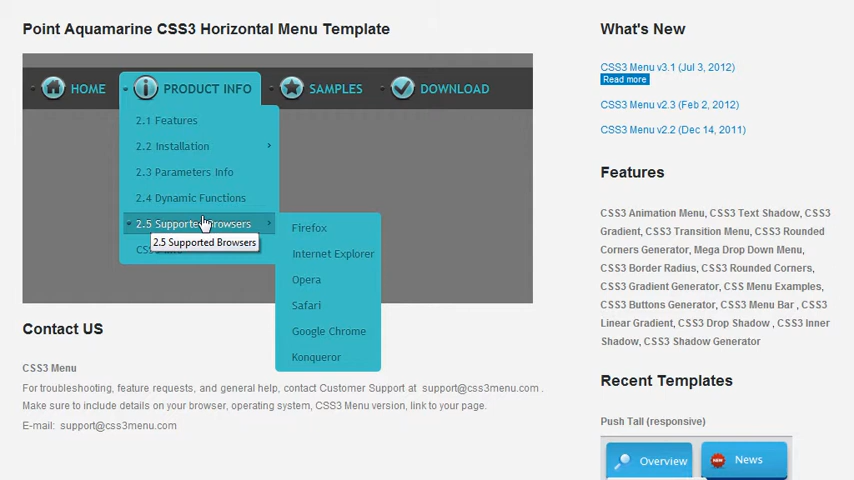 Point Aquamarine CSS3 Horizontal Menu Template
HOME
PRODUCT INFO
SAMPLES
DOWNLOAD
2.1 Features
2.2 Installation
2.3 Parameters Info
2.4 Dynamic Functions
2.5 Supported Browsers
2.5 Supported Browsers
Firefox
Internet Explorer
Opera
Safari
Google Chrome
Konqueror
Contact US
CSS3 Menu
For troubleshooting, feature requests, and general help, contact Customer Support at support@css3menu.com .
Make sure to include details on your browser, operating system, CSS3 Menu version, link to your page.
E-mail: support@css3menu.com
What's New
CSS3 Menu v3.1 (Jul 3, 2012)
Read more
CSS3 Menu v2.3 (Feb 2, 2012)
CSS3 Menu v2.2 (Dec 14, 2011)
Features
CSS3 Animation Menu, CSS3 Text Shadow, CSS3
Gradient, CSS3 Transition Menu, CSS3 Rounded
Corners Generator, Mega Drop Down Menu,
CSS3 Border Radius, CSS3 Rounded Corners,
CSS3 Gradient Generator, CSS Menu Examples,
CSS3 Buttons Generator, CSS3 Menu Bar , CSS3
Linear Gradient, CSS3 Drop Shadow , CSS3 Inner
Shadow, CSS3 Shadow Generator
Recent Templates
Push Tall (responsive)
Overview
NEW
News